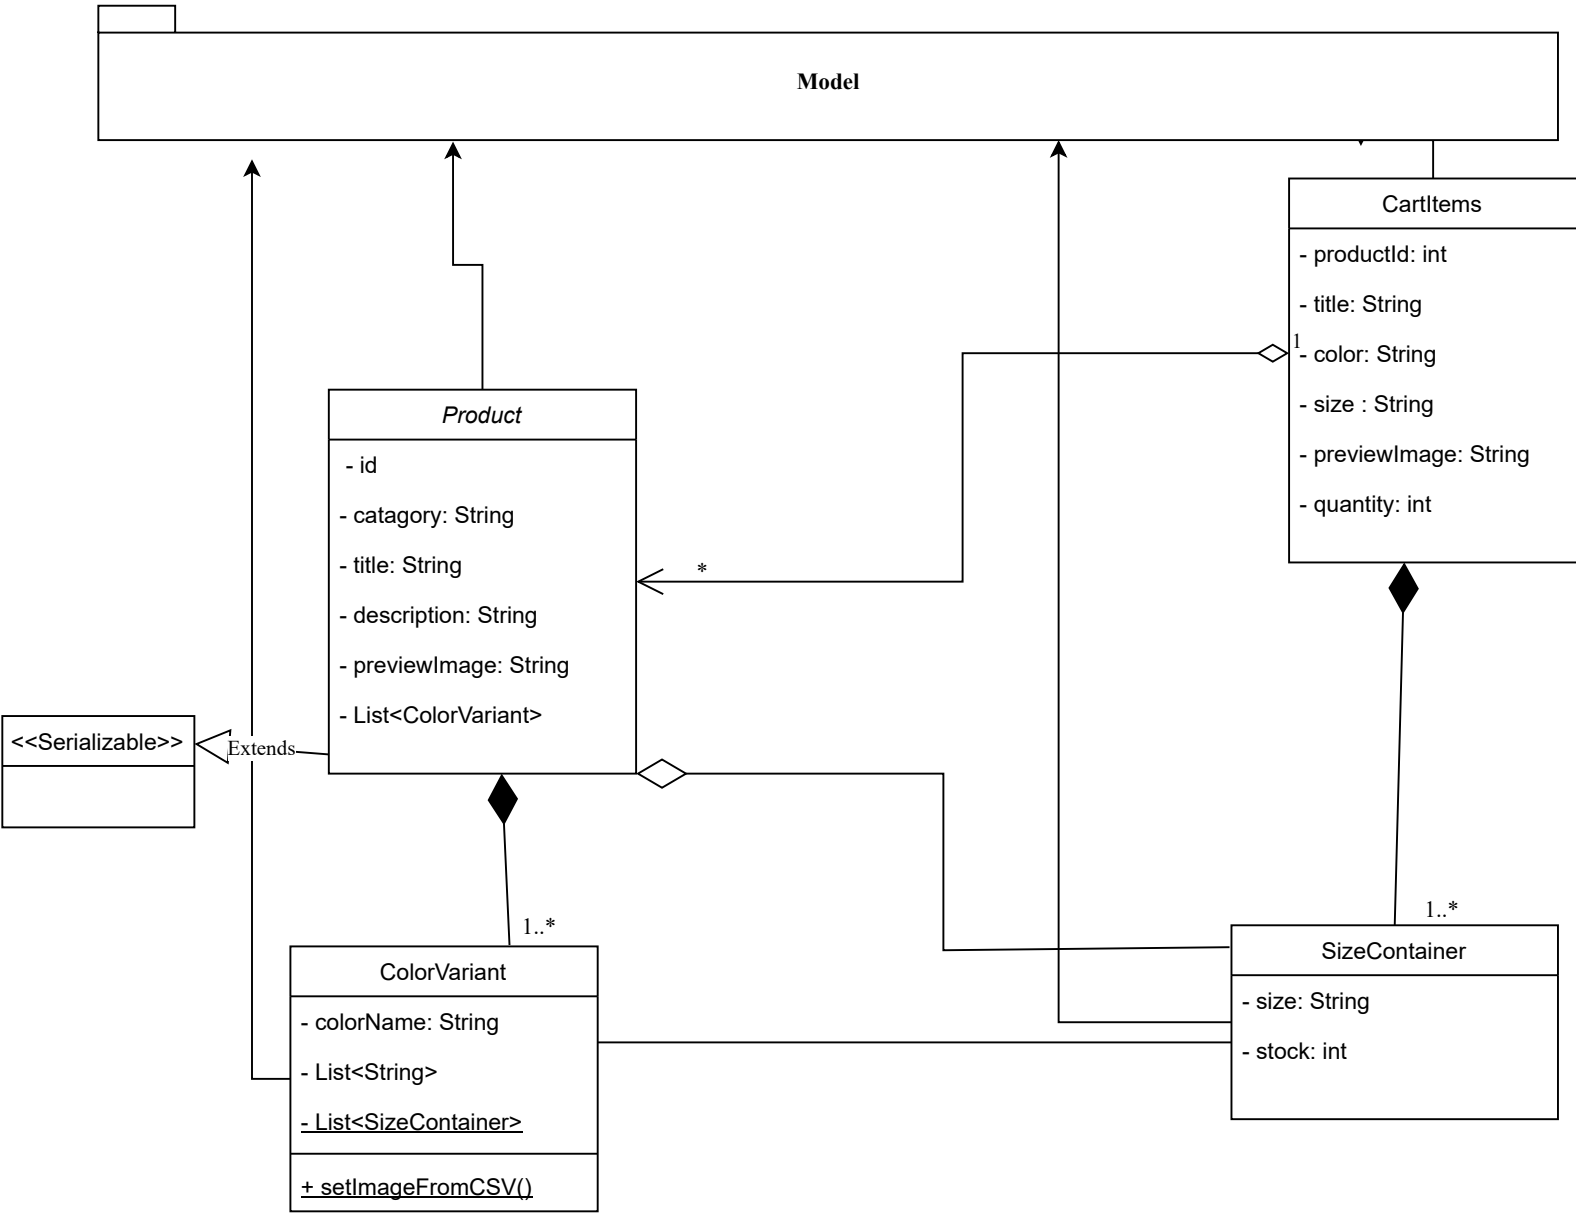 Model
CartItems
- productId: int
- title: String
1
- color: String
- size : String
- previewImage: String
- quantity: int
Product
- id
- catagory: String
- title: String
- description: String
- previewImage: String
- List<ColorVariant>
*
<<Serializable>>
Extends
1..*
1..*
ColorVariant
- colorName: String
- List<String>
- List<SizeContainer>
+ setImageFromCSV()
SizeContainer
- size: String
- stock: int